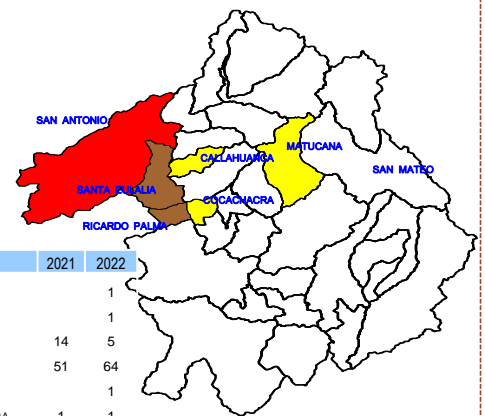 SAN ANTONIO
MATUCANA
CALLAHUANCA
SAN MATEO
SANTA EULALIA
COCACHACRA
RICARDO PALMA
2021 2022
1
1
14 5
51 64
1
1 1